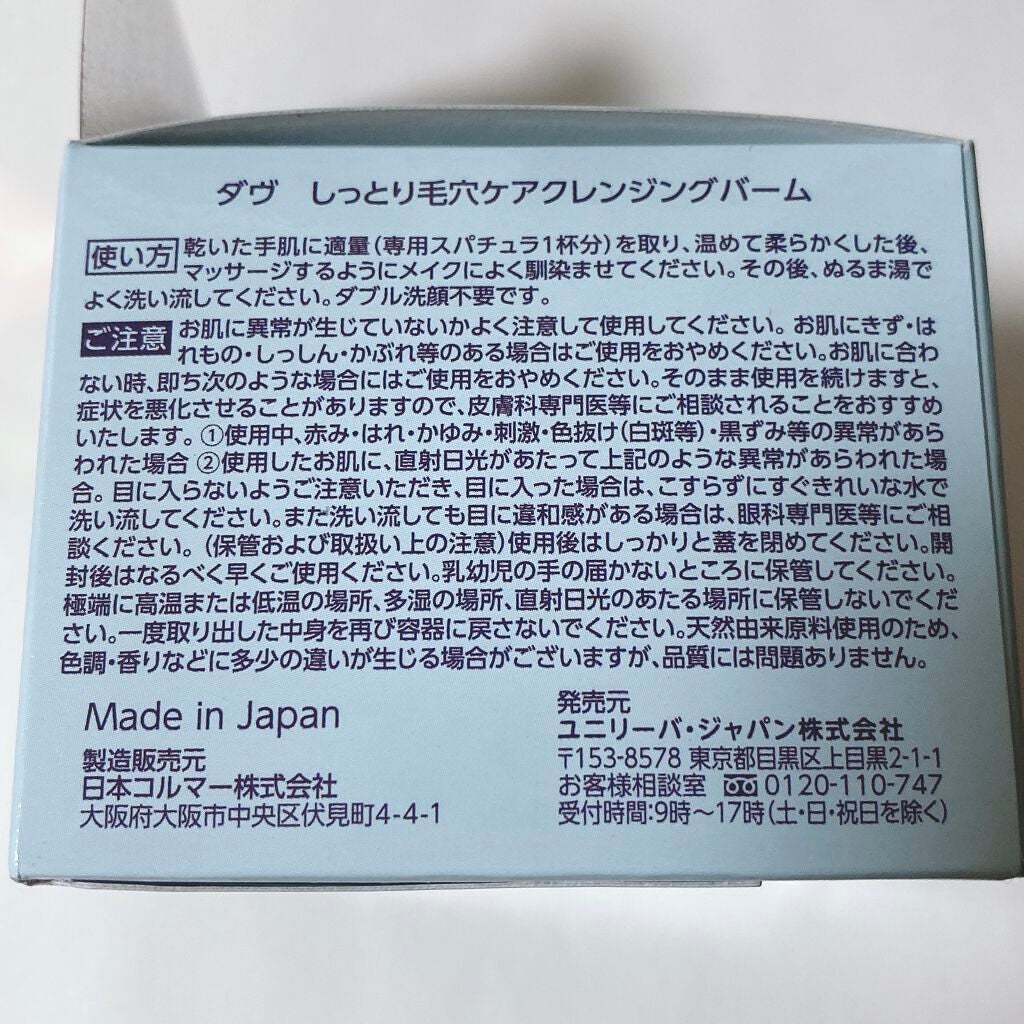 ダヴ しっとり毛穴ケアクレンジングバーム
使い方 乾いた手肌に適量(専用スパチュラ1杯分)を取り、温めて柔らかくした後、
マッサージするようにメイクによく馴染ませてください。その後、ぬるま湯で
よく洗い流してください。ダブル洗顔不要です。
ご注意 お肌に異常が生じていないかよく注意して使用してください。お肌にきず・は
れもの・しっしん・かぶれ等のある場合はご使用をおやめください。お肌に合わ
ない時、即ち次のような場合にはご使用をおやめください。そのまま使用を続けますと、
症状を悪化させることがありますので、皮膚科専門医等にご相談されることをおすすめ
いたします。①使用中、赤み・はれ・かゆみ・刺激・色抜け(白斑等)・黒ずみ等の異常があら
われた場合 ②使用したお肌に、直射日光があたって上記のような異常があらわれた場
合。目に入らないようご注意いただき、目に入った場合は、こすらずにすぐきれいな水で
洗い流してください。また洗い流しても目に違和感がある場合は、眼科専門医等にご相
談ください。(保管および取扱い上の注意)使用後はしっかりと蓋を閉めてください。開
封後はなるべく早くご使用ください。乳幼児の手の届かないところに保管してください。
極端に高温または低温の場所、多湿の場所、直射日光のあたる場所に保管しないでくだ
さい。一度取り出した中身を再び容器に戻さないでください。天然由来原料使用のため、
色調・香りなどに多少の違いが生じる場合がございますが、品質には問題ありません。
Made in Japan
製造販売元
日本コルマー株式会社
大阪府大阪市中央区伏見町4-4-1
発売元
ユニリーバ・ジャパン株式会社
〒153-8578 東京都目黒区上目黒2-1-1
お客様相談室 0120-110-747
受付時間:9時～17時(土・日・祝日を除く)